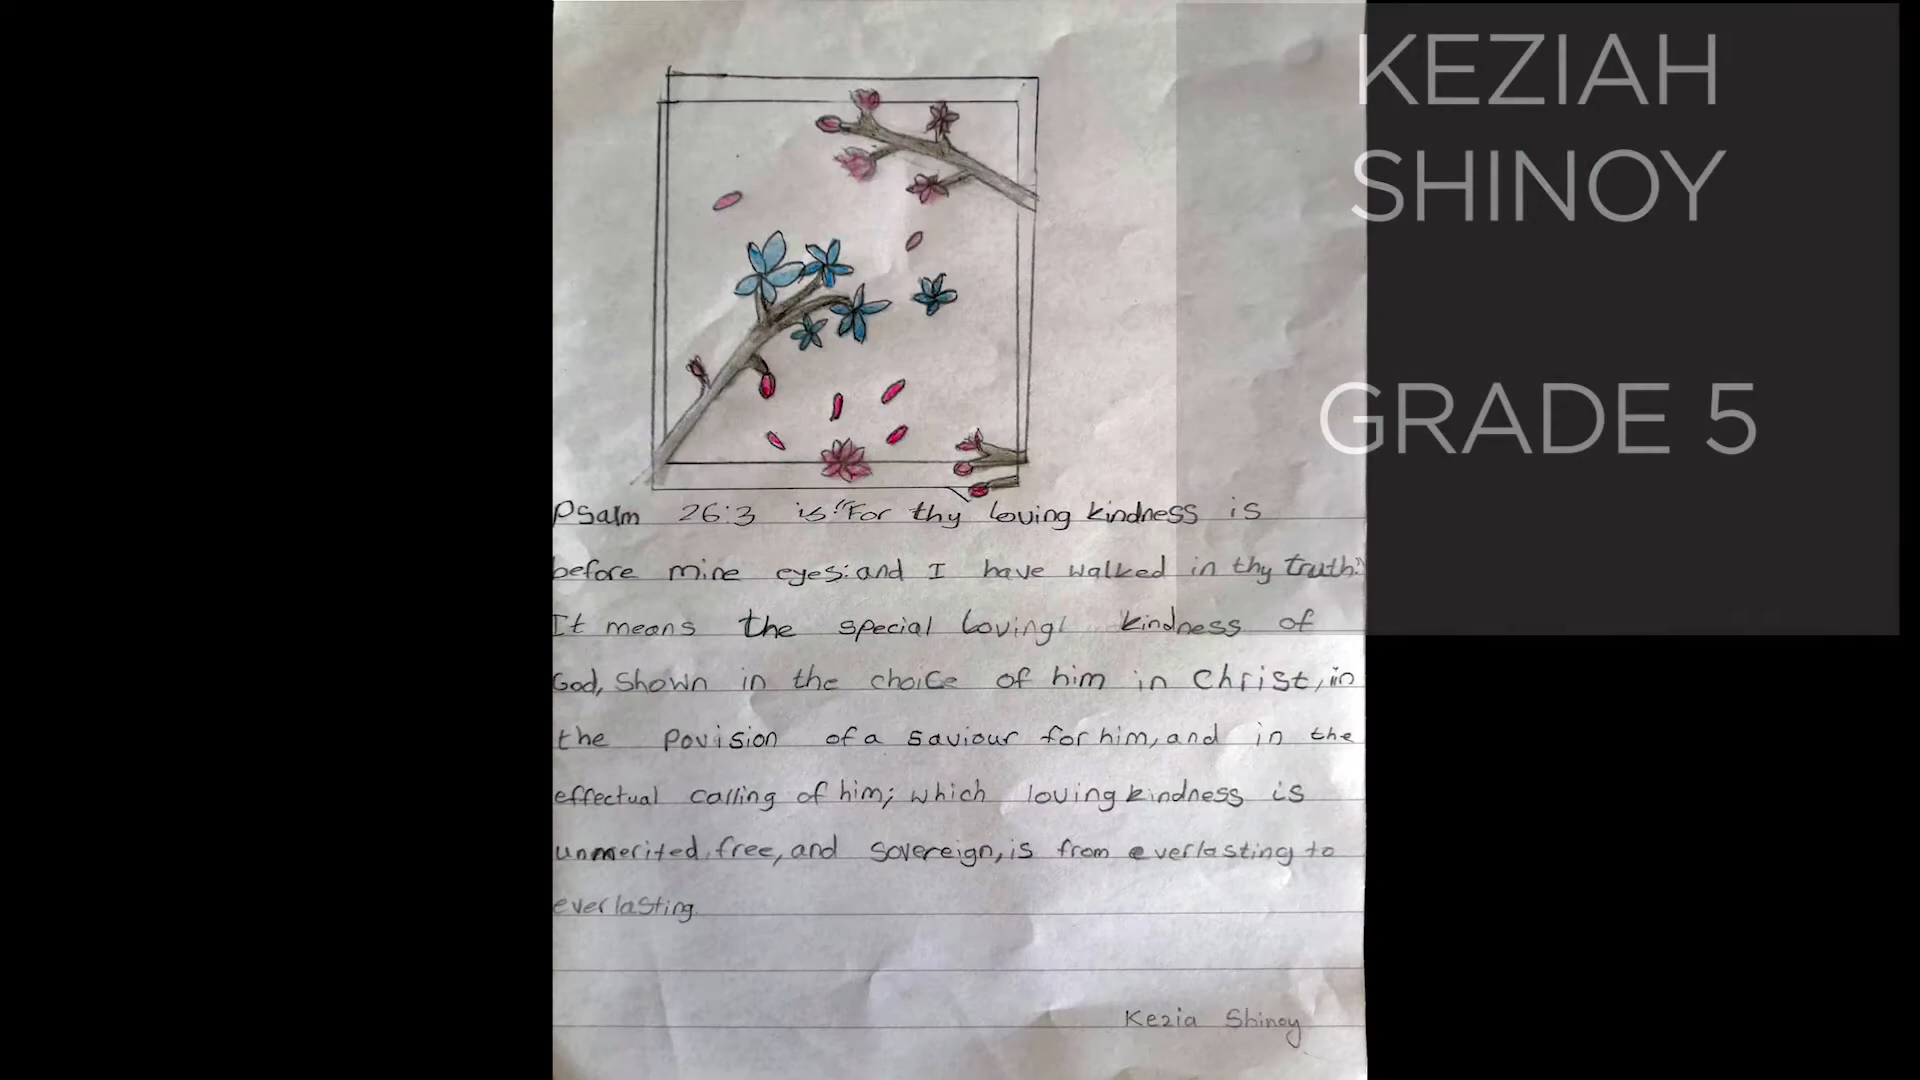 KEZIAH
SHINOY
GRADE 5
Psalm 26:3 is "For thy loving kindness is
before mine eyes: and I have walked in thy truth."
It means the special loving kindness of
God, shown in the choice of him in Christ, in
the povision of a saviour for him, and in the
effectual calling of him; which loving kindness is
unmerited, free, and sovereign, is from everlasting to
everlasting.
Kezia Shinoy